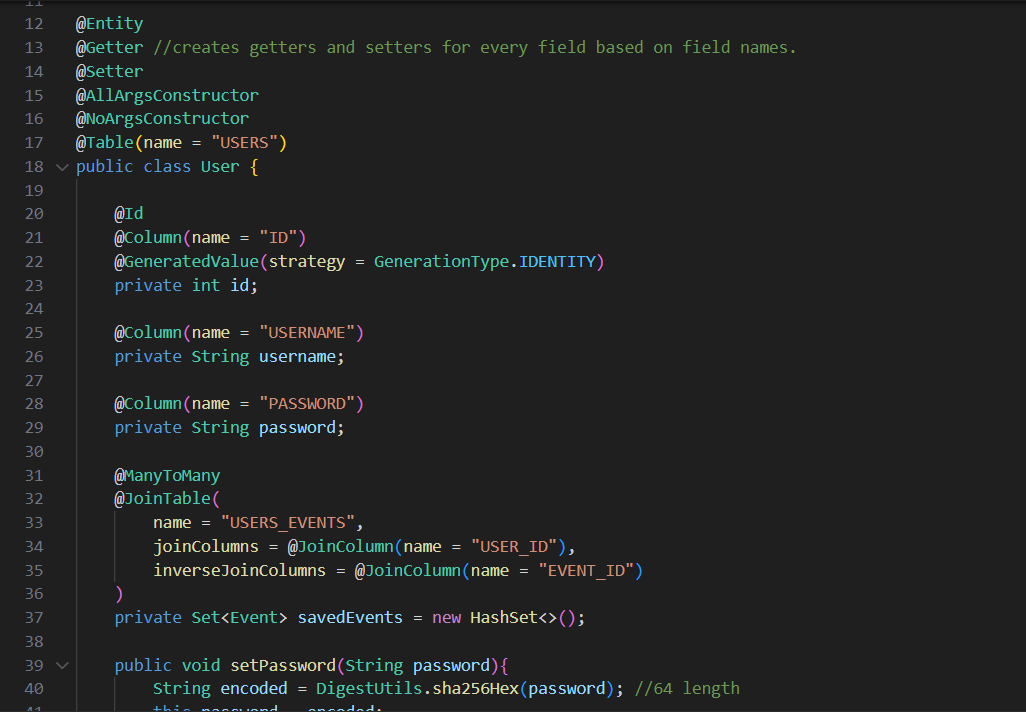 11
12 @Entity
13 @Getter //creates getters and setters for every field based on field names.
14 @Setter
15 @AllArgsConstructor
16 @NoArgsConstructor
17 @Table(name = "USERS")
18 public class User {
19
20 @Id
21 @Column(name = "ID")
22 @GeneratedValue(strategy = GenerationType.IDENTITY)
23 private int id;
24
25 @Column(name = "USERNAME")
26 private String username;
27
28 @Column(name = "PASSWORD")
29 private String password;
30
31 @ManyToMany
32 @JoinTable(
33 name = "USERS_EVENTS",
34 joinColumns = @JoinColumn(name = "USER_ID"),
35 inverseJoinColumns = @JoinColumn(name = "EVENT_ID")
36 )
37 private Set<Event> savedEvents = new HashSet<>();
38
39 public void setPassword(String password){
40 String encoded = DigestUtils.sha256Hex(password); //64 length
41 this.password = encoded;